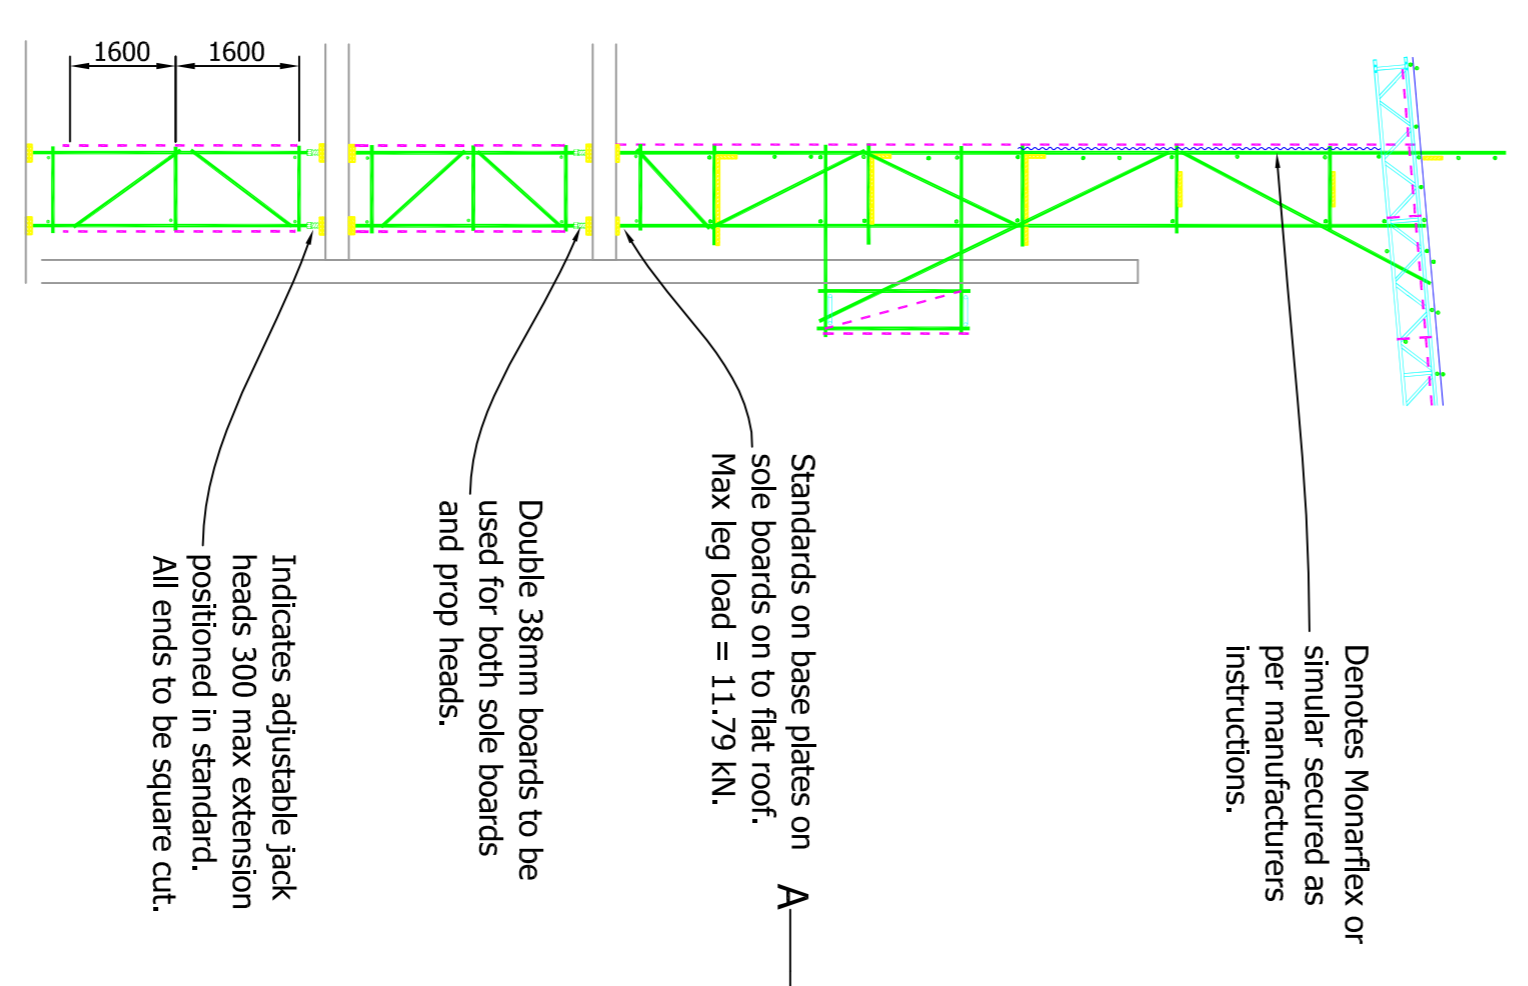 1600
1600
Denotes Monarflex or
simular secured as
per manufacturers
instructions.
Standards on base plates on
sole boards on to flat roof.
Max leg load = 11.79 kN.
A
Double 38mm boards to be
used for both sole boards
and prop heads.
Indicates adjustable jack
heads 300 max extension
positioned in standard.
All ends to be square cut.